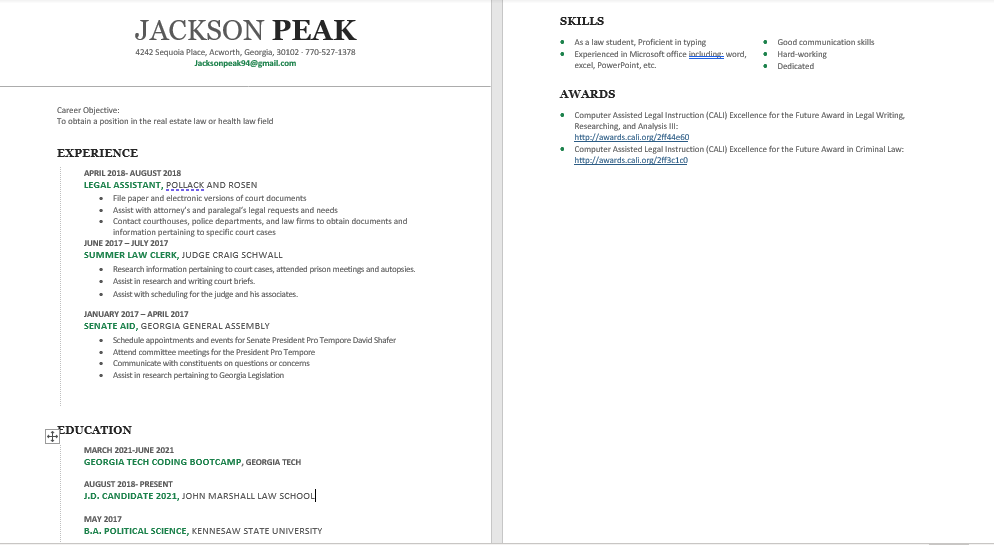 JACKSON PEAK
4242 Sequoia Place, Acworth, Georgia, 30102 · 770-527-1378
Jacksonpeak94@gmail.com
Career Objective:
To obtain a position in the real estate law or health law field
EXPERIENCE
APRIL 2018- AUGUST 2018
LEGAL ASSISTANT, POLLACK AND ROSEN
• File paper and electronic versions of court documents
• Assist with attorney's and paralegal's legal requests and needs
• Contact courthouses, police departments, and law firms to obtain documents and
information pertaining to specific court cases
JUNE 2017 – JULY 2017
SUMMER LAW CLERK, JUDGE CRAIG SCHWALL
• Research information pertaining to court cases, attended prison meetings and autopsies.
• Assist in research and writing court briefs.
• Assist with scheduling for the judge and his associates.
JANUARY 2017 – APRIL 2017
SENATE AID, GEORGIA GENERAL ASSEMBLY
• Schedule appointments and events for Senate President Pro Tempore David Shafer
• Attend committee meetings for the President Pro Tempore
• Communicate with constituents on questions or concerns
• Assist in research pertaining to Georgia Legislation
EDUCATION
MARCH 2021-JUNE 2021
GEORGIA TECH CODING BOOTCAMP, GEORGIA TECH
AUGUST 2018- PRESENT
J.D. CANDIDATE 2021, JOHN MARSHALL LAW SCHOOL
MAY 2017
B.A. POLITICAL SCIENCE, KENNESAW STATE UNIVERSITY
SKILLS
• As a law student, Proficient in typing
• Experienced in Microsoft office including: word,
excel, PowerPoint, etc.
• Good communication skills
• Hard-working
• Dedicated
AWARDS
• Computer Assisted Legal Instruction (CALI) Excellence for the Future Award in Legal Writing,
Researching, and Analysis III:
http://awards.cali.org/2ff44e60
• Computer Assisted Legal Instruction (CALI) Excellence for the Future Award in Criminal Law:
http://awards.cali.org/2ff3c1c0